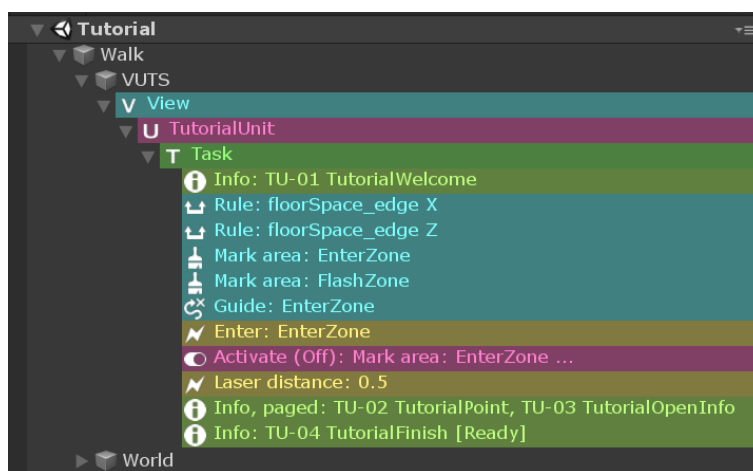 Tutorial
Walk
VUTS
V View
U TutorialUnit
T Task
Info: TU-01 TutorialWelcome
Rule: floorSpace_edge X
Rule: floorSpace_edge Z
Mark area: EnterZone
Mark area: FlashZone
Guide: EnterZone
Enter: EnterZone
Activate (Off): Mark area: EnterZone ...
Laser distance: 0.5
Info, paged: TU-02 TutorialPoint, TU-03 TutorialOpenInfo
Info: TU-04 TutorialFinish [Ready]
World